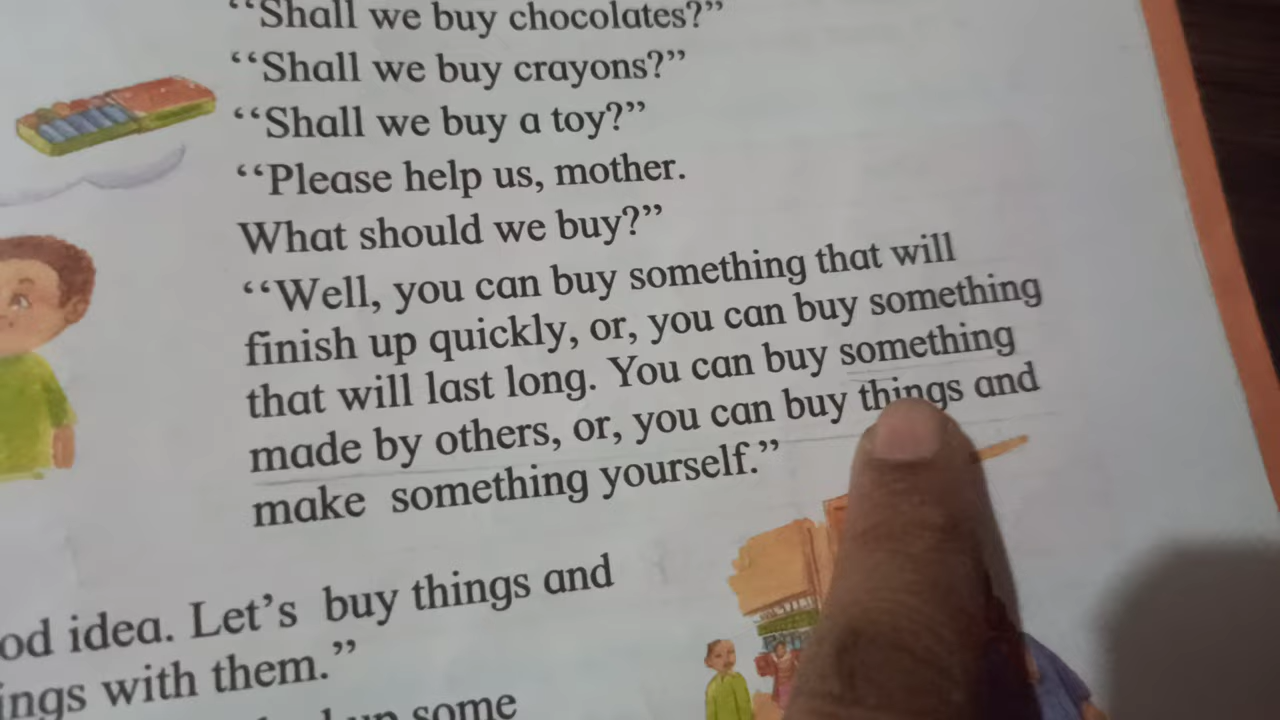 “Shall we buy chocolates?”
“Shall we buy crayons?”
“Shall we buy a toy?”
“Please help us, mother.
What should we buy?”
“Well, you can buy something that will
finish up quickly, or, you can buy something
that will last long. You can buy something
made by others, or, you can buy things and
make something yourself.”
idea. Let’s buy things and
with them.”
some